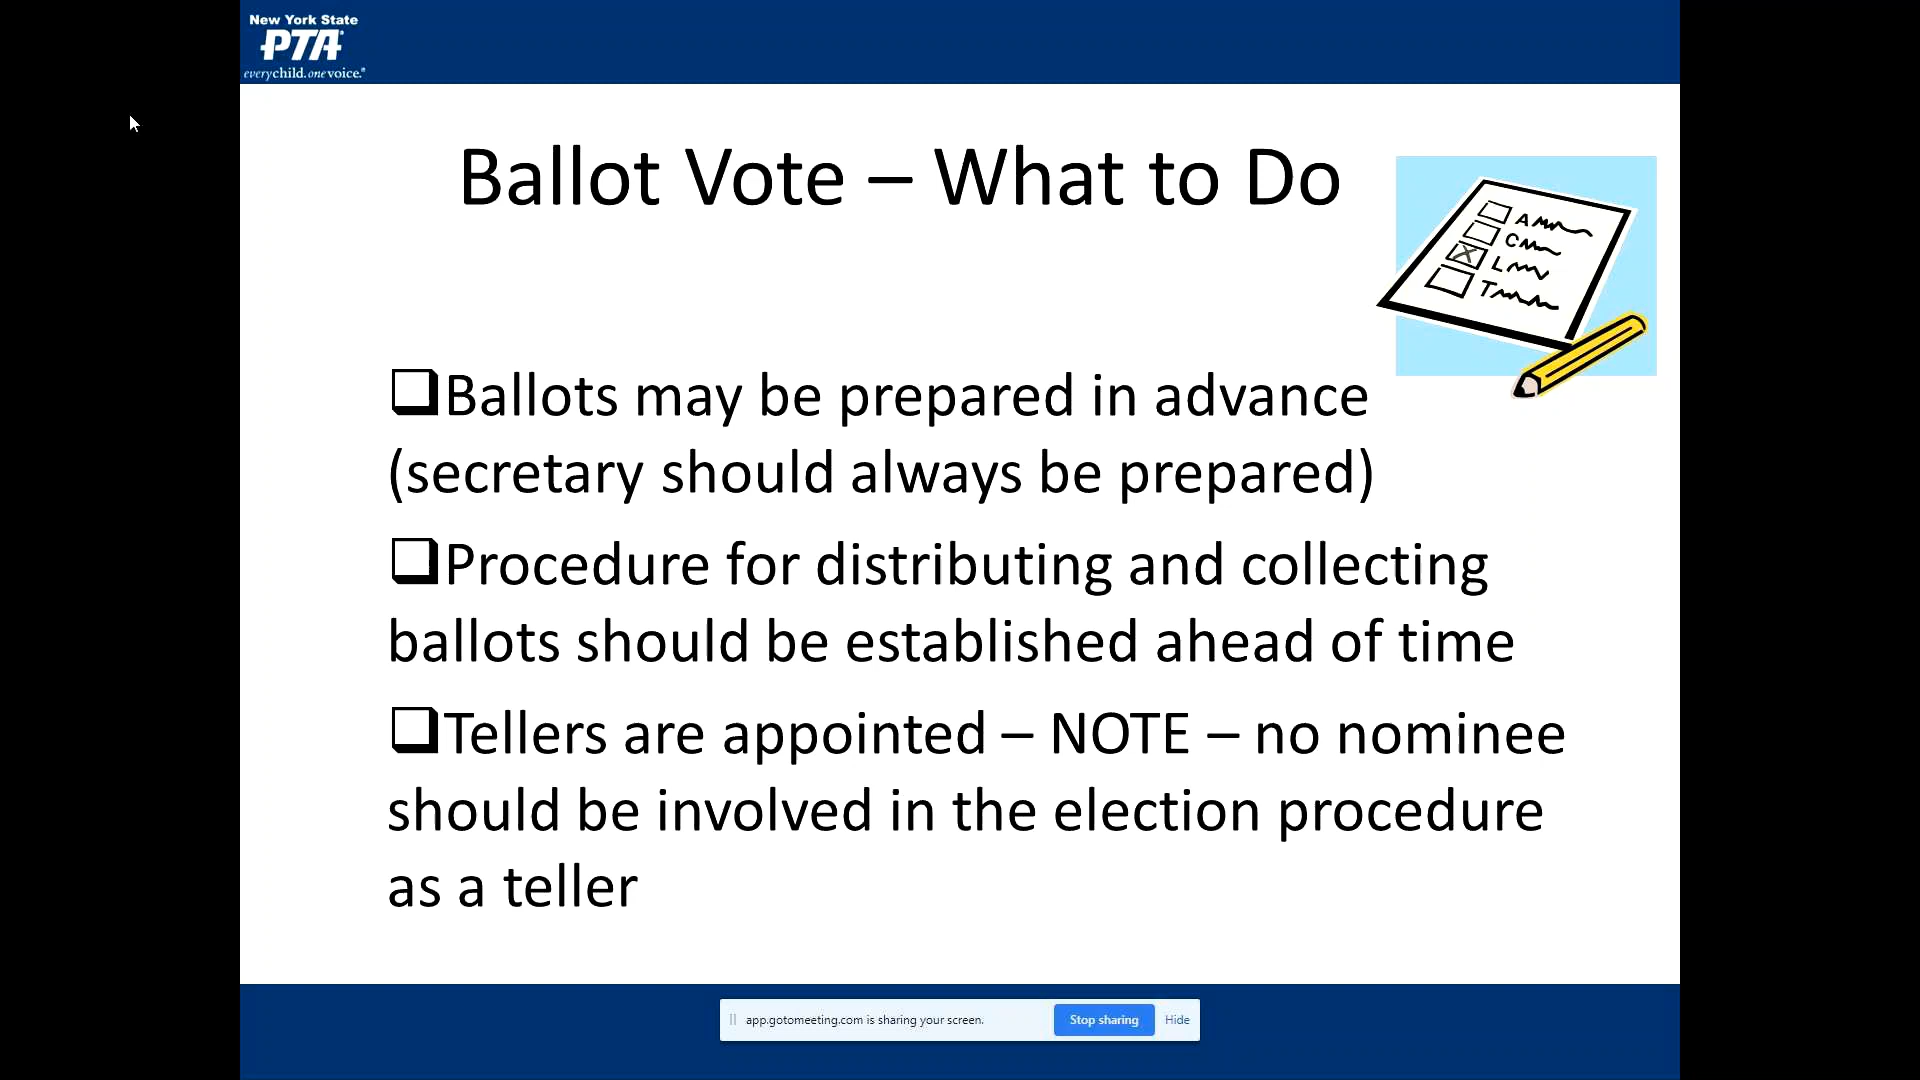 New York State
PTA
everychild.onevoice.®
Ballot Vote – What to Do
A
C
L
T
Ballots may be prepared in advance
(secretary should always be prepared)
Procedure for distributing and collecting
ballots should be established ahead of time
Tellers are appointed – NOTE – no nominee
should be involved in the election procedure
as a teller
app.gotomeeting.com is sharing your screen.
Stop sharing
Hide